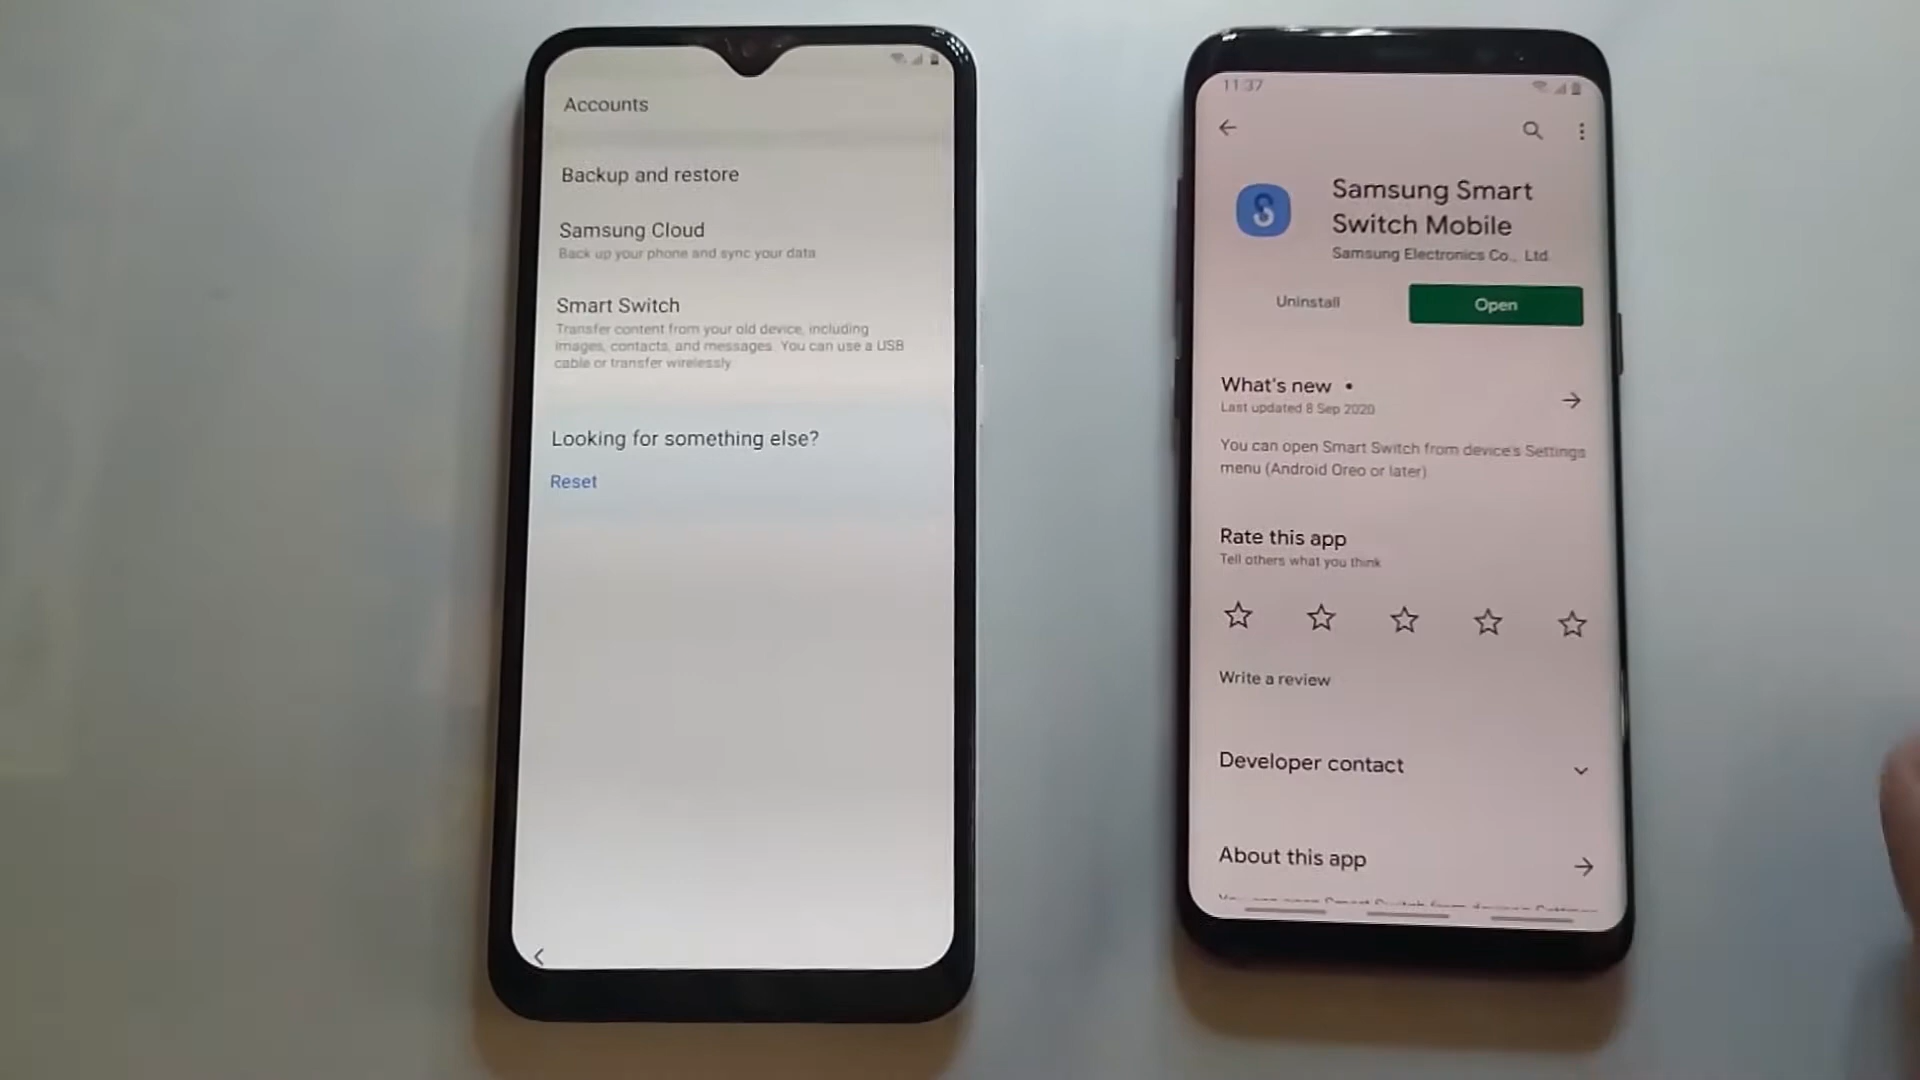 Accounts
Backup and restore
Samsung Cloud
Back up your phone and sync your data
Smart Switch
Transfer content from your old device, including
images, contacts, and messages. You can use a USB
cable or transfer wirelessly.
Looking for something else?
Reset
11:37
Samsung Smart
Switch Mobile
Samsung Electronics Co., Ltd.
Uninstall
Open
What's new •
Last updated 8 Sep 2020
You can open Smart Switch from device's Settings
menu (Android Oreo or later)
Rate this app
Tell others what you think
Write a review
Developer contact
About this app